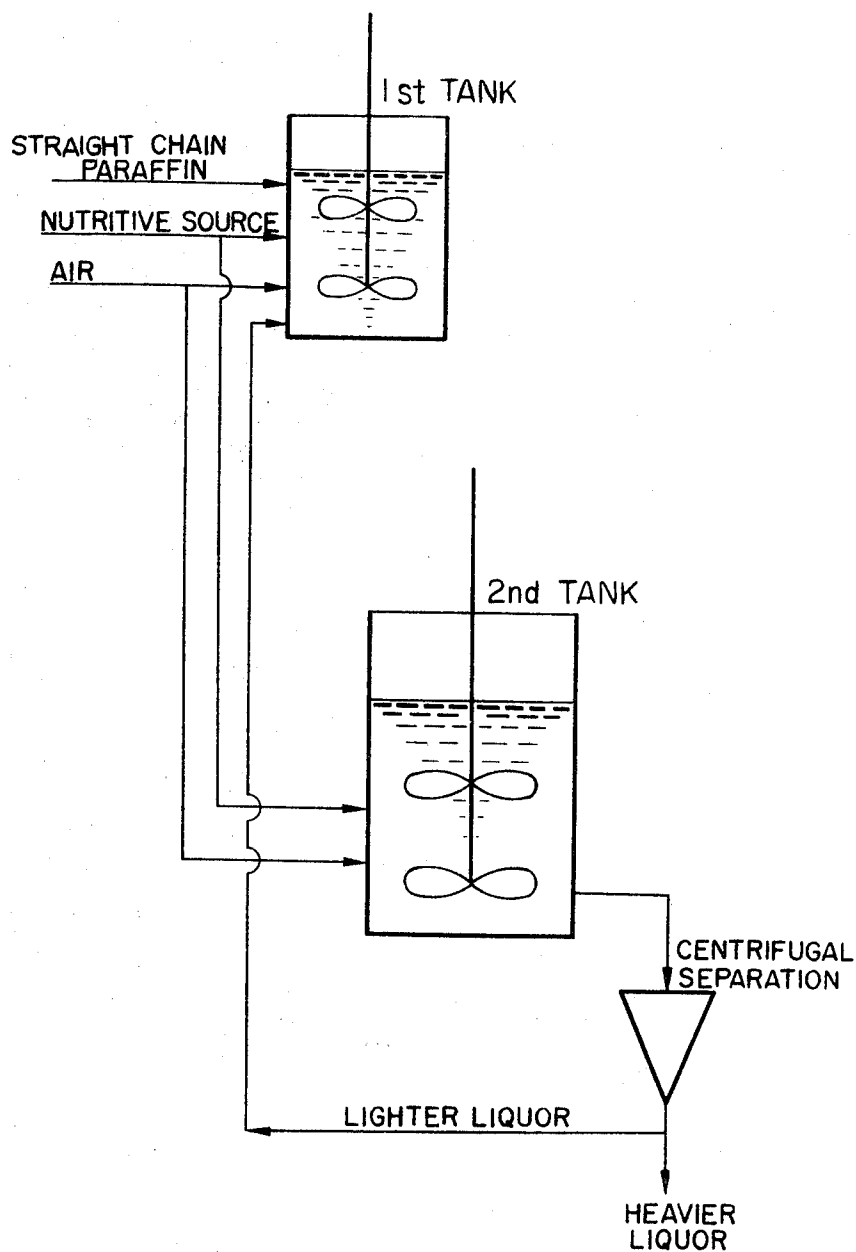 1st TANK
STRAIGHT CHAIN
PARAFFIN
NUTRITIVE SOURCE
AIR
2nd TANK
CENTRIFUGAL
SEPARATION
LIGHTER LIQUOR
HEAVIER
LIQUOR